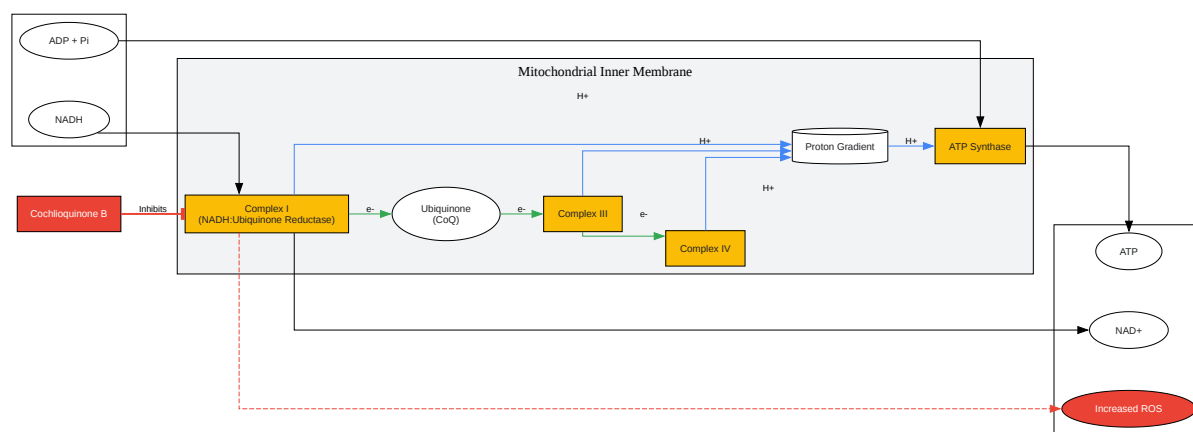 ADP + Pi
Mitochondrial Inner Membrane
H+
NADH
H+
H+
Proton Gradient
ATP Synthase
H+
Inhibits
e-
e-
e-
Cochlioquinone B
Complex I
(NADH:Ubiquinone Reductase)
Ubiquinone
(CoQ)
Complex III
Complex IV
ATP
NAD+
Increased ROS